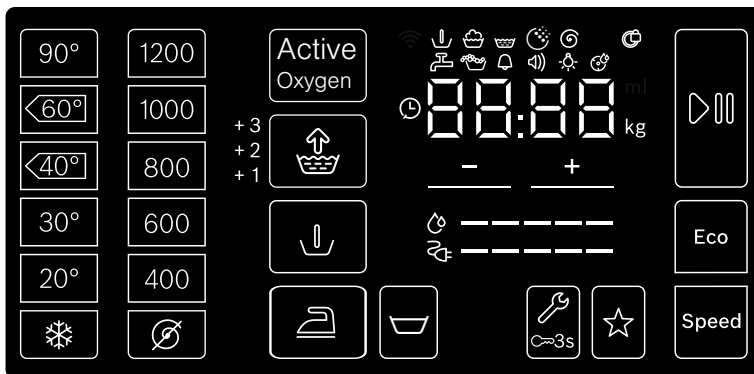 90°
60°
40°
30°
20°
1200
1000
800
600
400
Active
Oxygen
+ 3
+ 2
+ 1
88:88
ml
kg
− +
3s
Eco
Speed